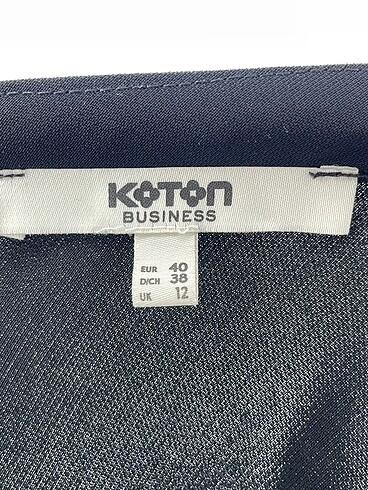 KOTON
BUSINESS
EUR 40
D/CH 38
UK 12